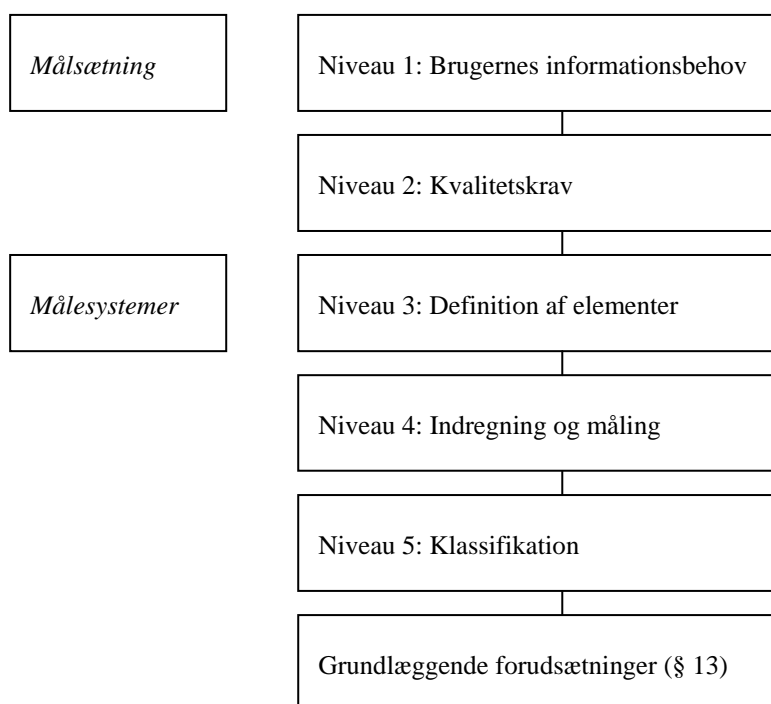 Målsætning
Niveau 1: Brugernes informationsbehov
Niveau 2: Kvalitetskrav
Målesystemer
Niveau 3: Definition af elementer
Niveau 4: Indregning og måling
Niveau 5: Klassifikation
Grundlæggende forudsætninger (§ 13)